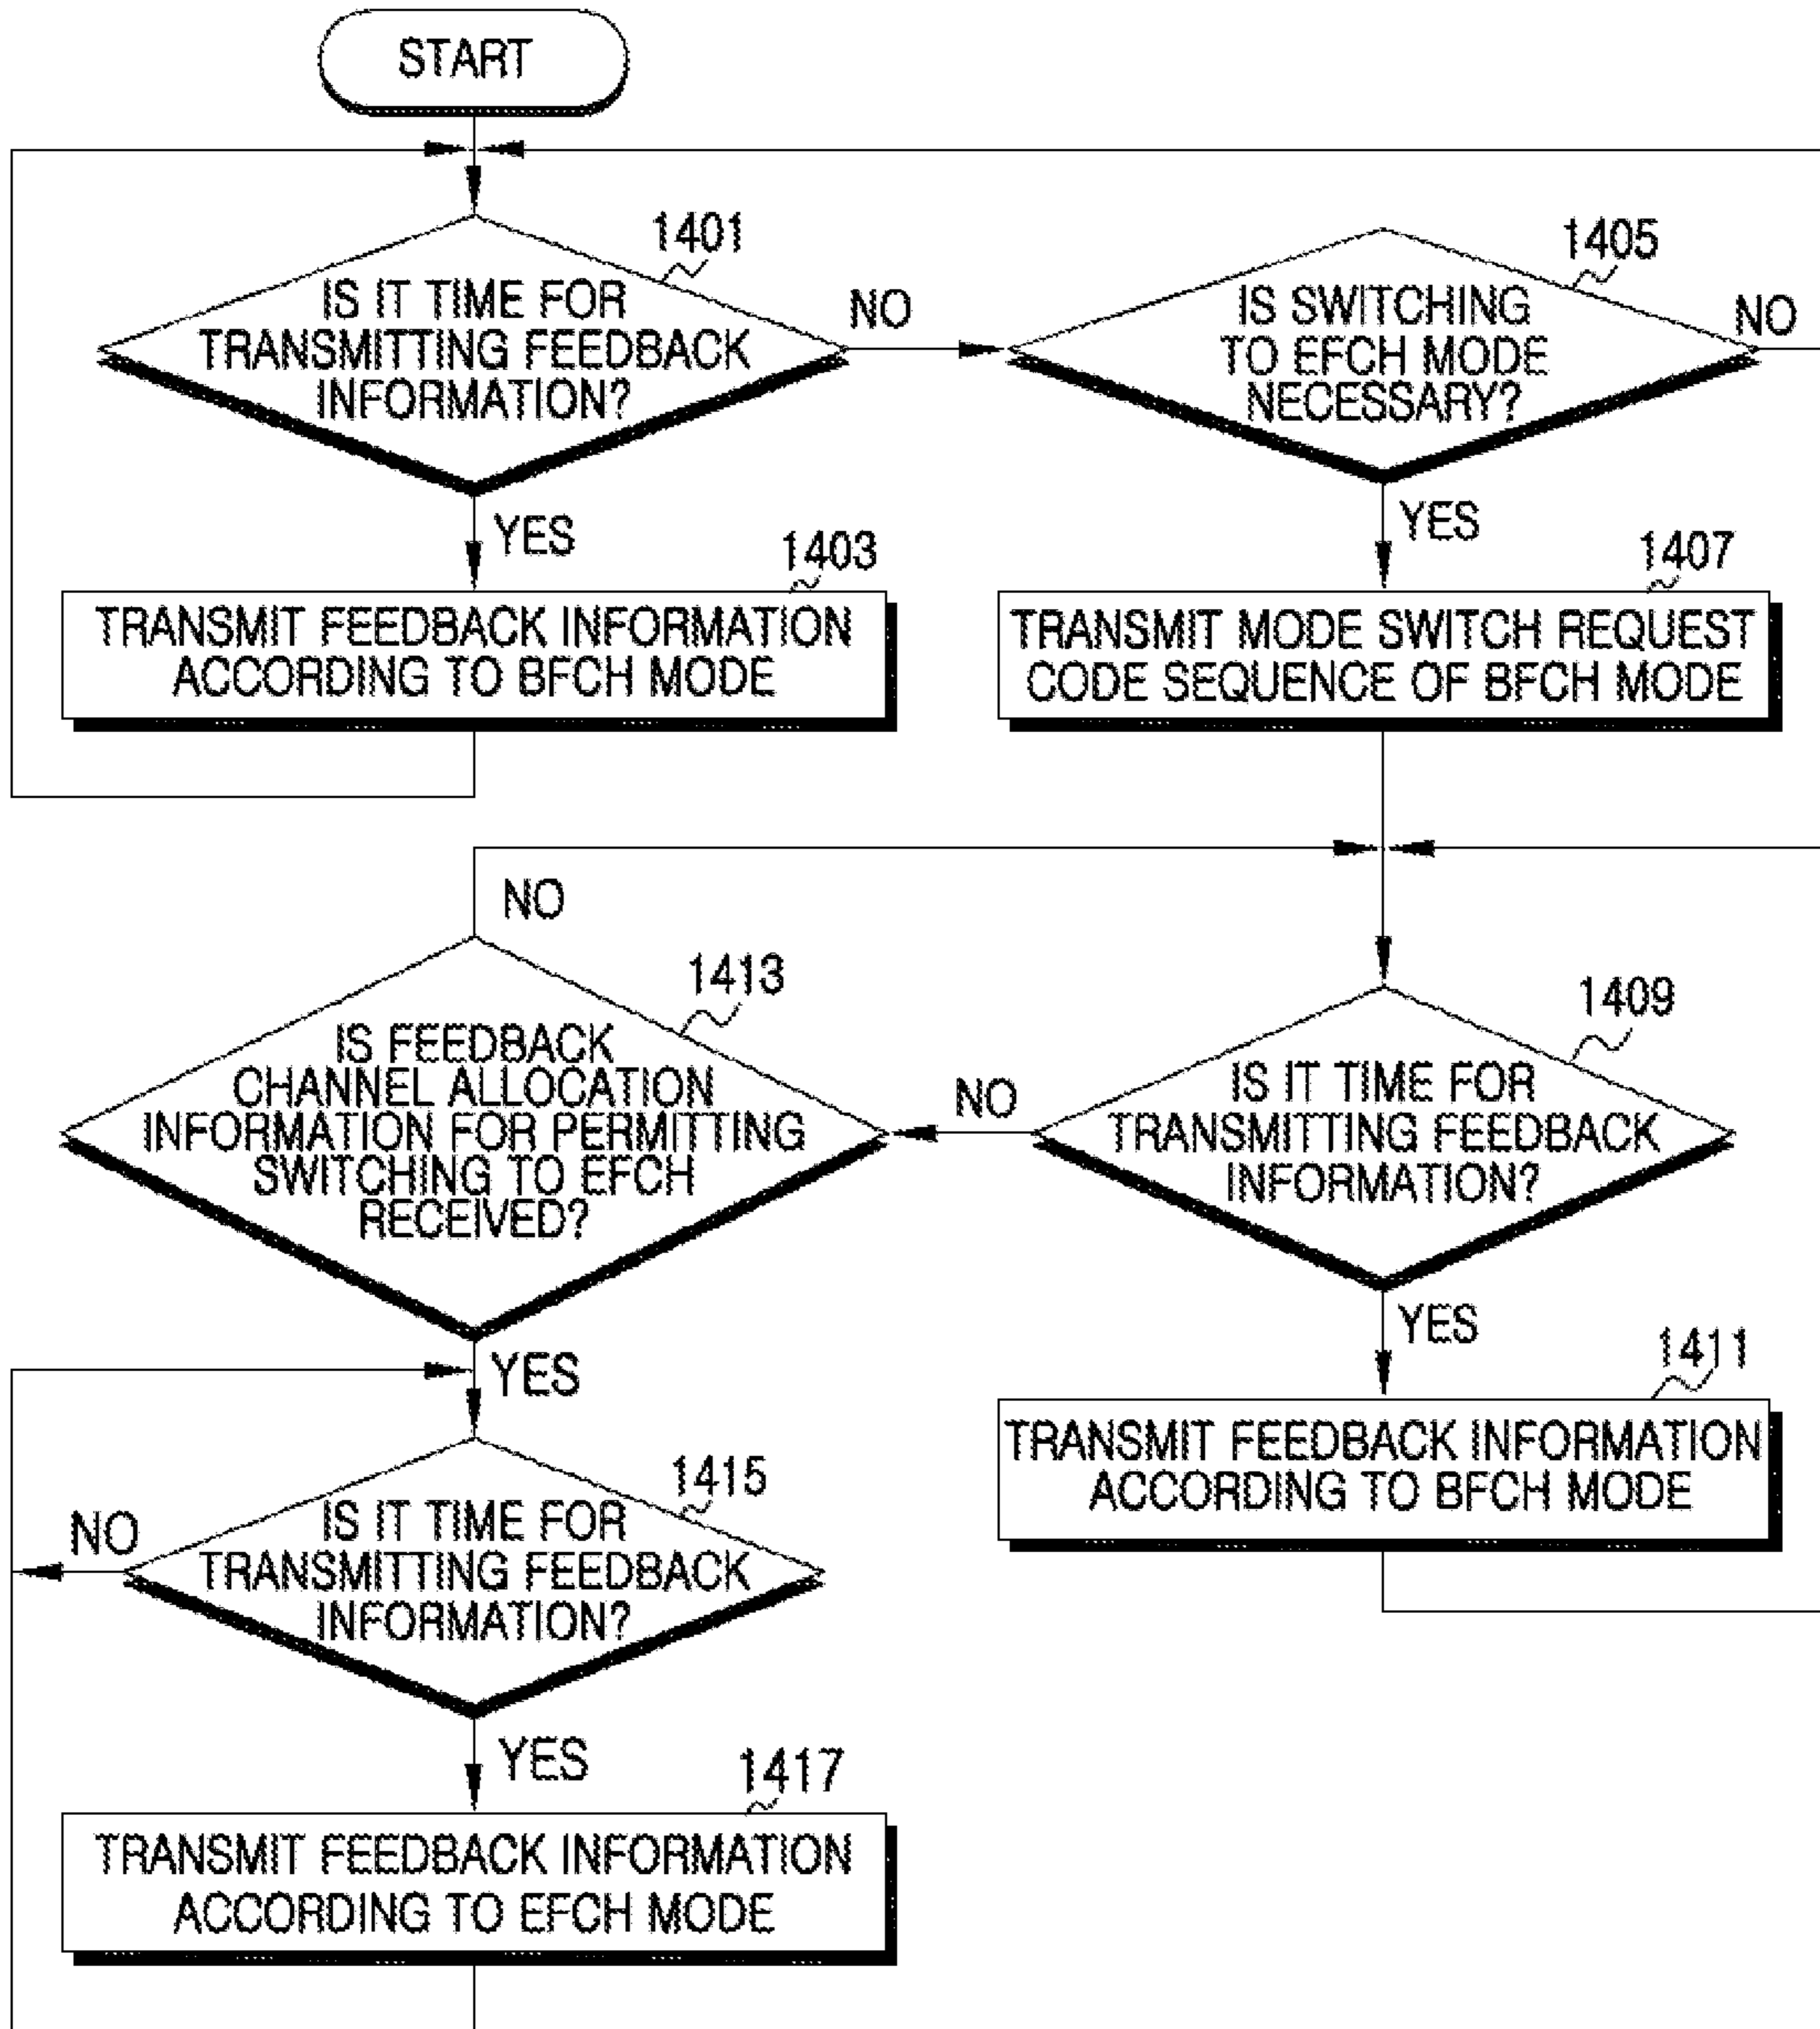 START
1401
IS IT TIME FOR
TRANSMITTING FEEDBACK
INFORMATION?
NO
1405
IS SWITCHING
TO EFCH MODE
NECESSARY?
NO
YES
1403
TRANSMIT FEEDBACK INFORMATION
ACCORDING TO BFCH MODE
YES
1407
TRANSMIT MODE SWITCH REQUEST
CODE SEQUENCE OF BFCH MODE
NO
1413
IS FEEDBACK
CHANNEL ALLOCATION
INFORMATION FOR PERMITTING
SWITCHING TO EFCH
RECEIVED?
NO
1409
IS IT TIME FOR
TRANSMITTING FEEDBACK
INFORMATION?
YES
YES
1411
TRANSMIT FEEDBACK INFORMATION
ACCORDING TO BFCH MODE
1415
IS IT TIME FOR
TRANSMITTING FEEDBACK
INFORMATION?
NO
YES
1417
TRANSMIT FEEDBACK INFORMATION
ACCORDING TO EFCH MODE